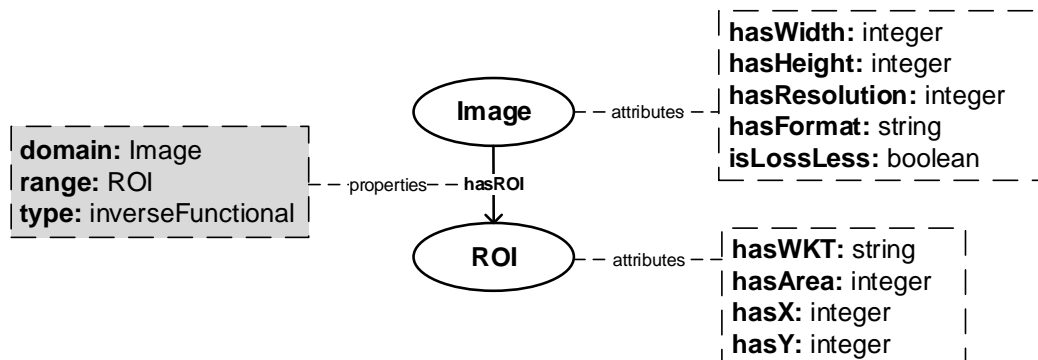 hasWidth: integer
hasHeight: integer
hasResolution: integer
hasFormat: string
isLossLess: boolean
Image
attributes
domain: Image
range: ROI
type: inverseFunctional
properties
hasROI
ROI
attributes
hasWKT: string
hasArea: integer
hasX: integer
hasY: integer